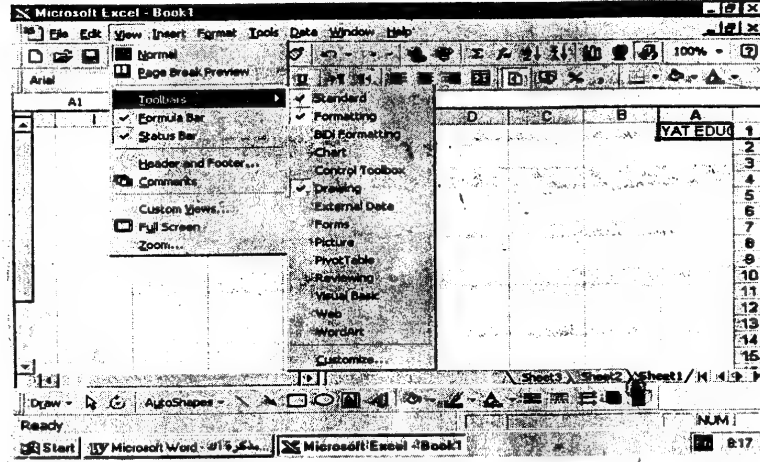 Microsoft Excel - Book1
File Edit View Insert Format Tools Data Window Help
100%
Arial
A1
Normal
Page Break Preview
Toolbars
Formula Bar
Status Bar
Header and Footer...
Comments
Custom Views...
Full Screen
Zoom...
Standard
Formatting
BIDI Formatting
Chart
Control Toolbox
Drawing
External Data
Forms
Picture
PivotTable
Reviewing
Visual Basic
Web
WordArt
Customize...
D C B A
YAT EDUC 1
2
3
4
5
6
7
8
9
10
11
12
13
14
15
Sheet3 Sheet2 Sheet1
Draw AutoShapes
Ready NUM
Start Microsoft Word - مذكرة Microsoft Excel - Book1 8:17